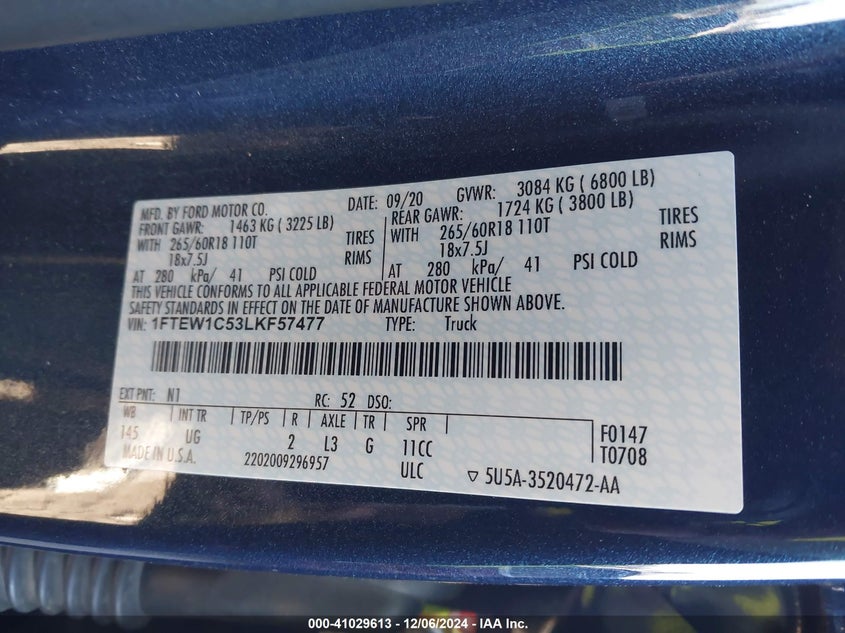 MFD. BY FORD MOTOR CO. DATE: 09/20 GVWR: 3084 KG ( 6800 LB)
FRONT GAWR: 1463 KG ( 3225 LB) REAR GAWR: 1724 KG ( 3800 LB)
WITH 265/60R18 110T TIRES WITH 265/60R18 110T TIRES
18x7.5J RIMS 18x7.5J RIMS
AT 280 kPa/ 41 PSI COLD AT 280 kPa/ 41 PSI COLD
THIS VEHICLE CONFORMS TO ALL APPLICABLE FEDERAL MOTOR VEHICLE
SAFETY STANDARDS IN EFFECT ON THE DATE OF MANUFACTURE SHOWN ABOVE.
VIN: 1FTEW1C53LKF57477 TYPE: Truck
EXT PNT: N1 RC: 52 DSO:
WB INT TR TP/PS R AXLE TR SPR F0147
145 UG 2 L3 G 11CC T0708
MADE IN U.S.A. 2202009296957 ULC ▽ 5U5A-3520472-AA
000-41029613 – 12/06/2024 – IAA Inc.